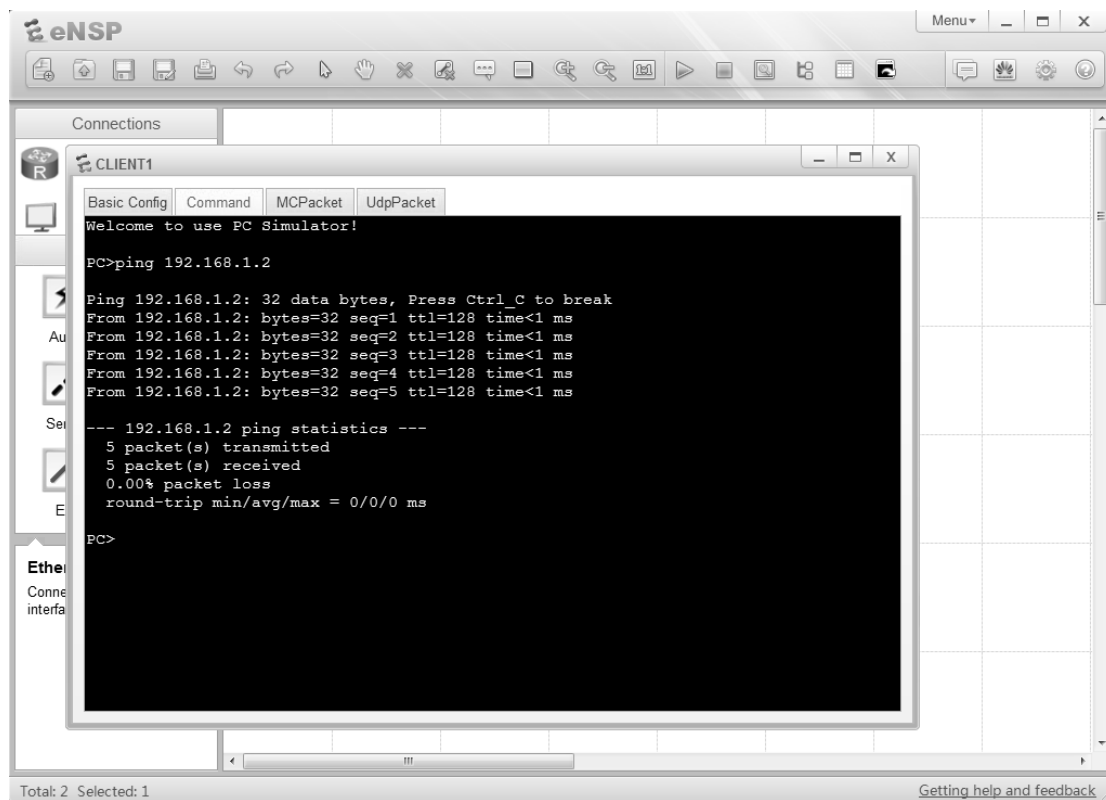 eNSP
Menu
Connections
R
CLIENT1
Basic Config Command MCPacket UdpPacket
Welcome to use PC Simulator!
PC>ping 192.168.1.2
Ping 192.168.1.2: 32 data bytes, Press Ctrl_C to break
From 192.168.1.2: bytes=32 seq=1 ttl=128 time<1 ms
From 192.168.1.2: bytes=32 seq=2 ttl=128 time<1 ms
From 192.168.1.2: bytes=32 seq=3 ttl=128 time<1 ms
From 192.168.1.2: bytes=32 seq=4 ttl=128 time<1 ms
From 192.168.1.2: bytes=32 seq=5 ttl=128 time<1 ms
--- 192.168.1.2 ping statistics ---
5 packet(s) transmitted
5 packet(s) received
0.00% packet loss
round-trip min/avg/max = 0/0/0 ms
PC>
Au
Ser
E
Ether
Conne
interfa
Total: 2 Selected: 1
Getting help and feedback